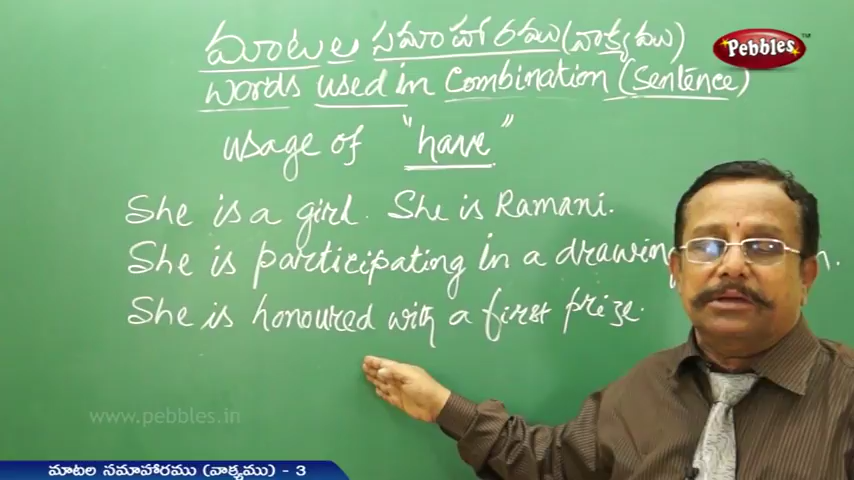 మాటల సమాహారము (వాక్యము)
Pebbles
TM
words used in Combination (Sentence)
usage of "have"
She is a girl. She is Ramani.
She is participating in a drawing
She is honoured with a first prize.
www.pebbles.in
మాటల సమాహారము (వాక్యము) - 3